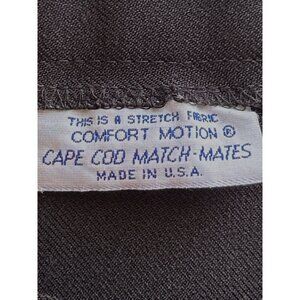 THIS IS A STRETCH FABRIC
COMFORT MOTION ®
CAPE COD MATCH-MATES
MADE IN U.S.A.